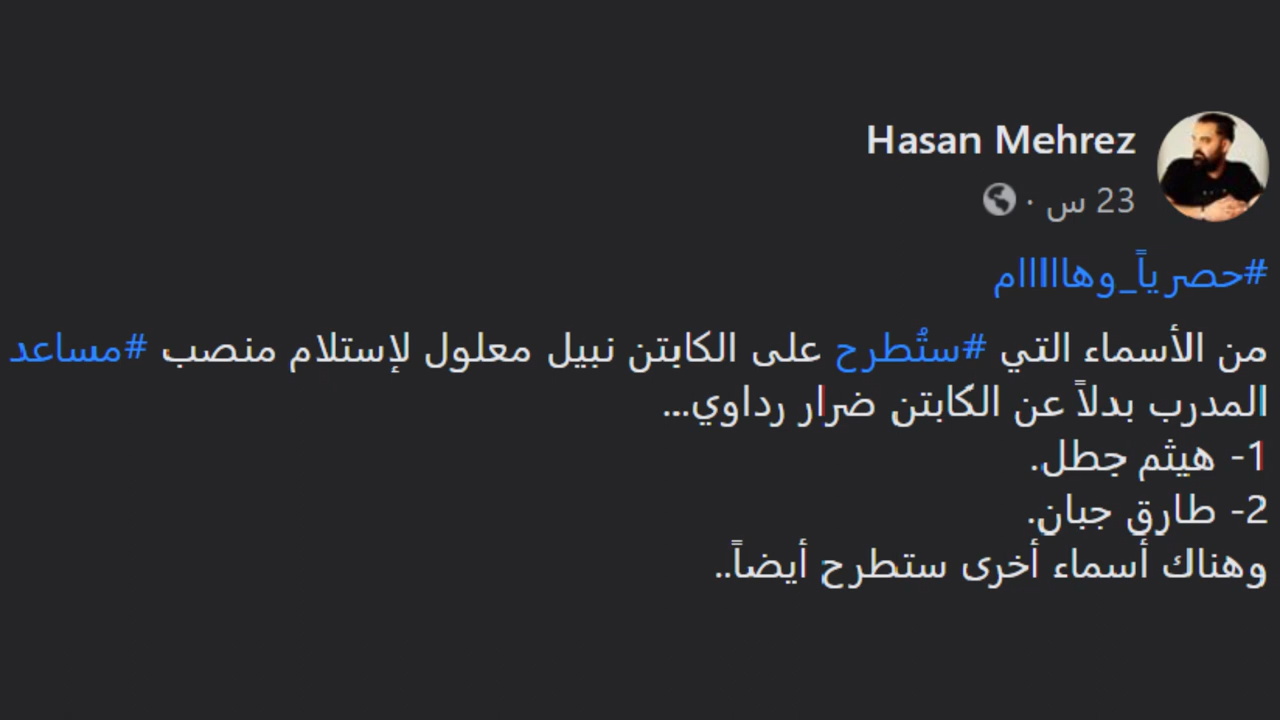 Hasan Mehrez
23 س ·
#حصرياً_وهااااام
من الأسماء التي #ستُطرح على الكابتن نبيل معلول لإستلام منصب #مساعد
المدرب بدلاً عن الكابتن ضرار رداوي...
1- هيثم جطل.
2- طارق جبان.
وهناك أسماء أخرى ستطرح أيضاً..